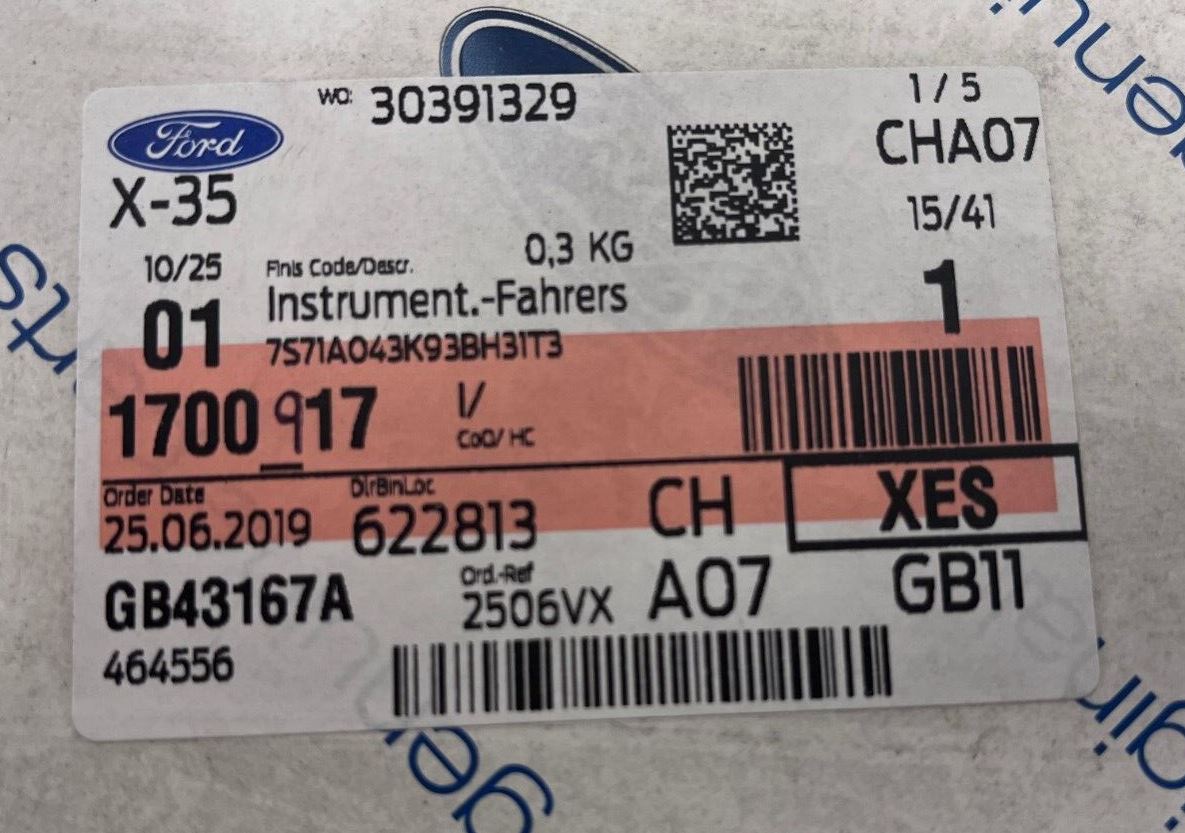 WO: 30391329
1 / 5
Ford
CHA07
X-35
15/41
10/25
Finis Code/Descr.
0,3 KG
01
Instrument.-Fahrers
1
7S71A043K93BH31T3
1700917
I/
CoO/ HC
Order Date
DirBinLoc
25.06.2019
622813
CH
XES
GB43167A
Ord.-Ref
2506VX
A07
GB11
464556
genui